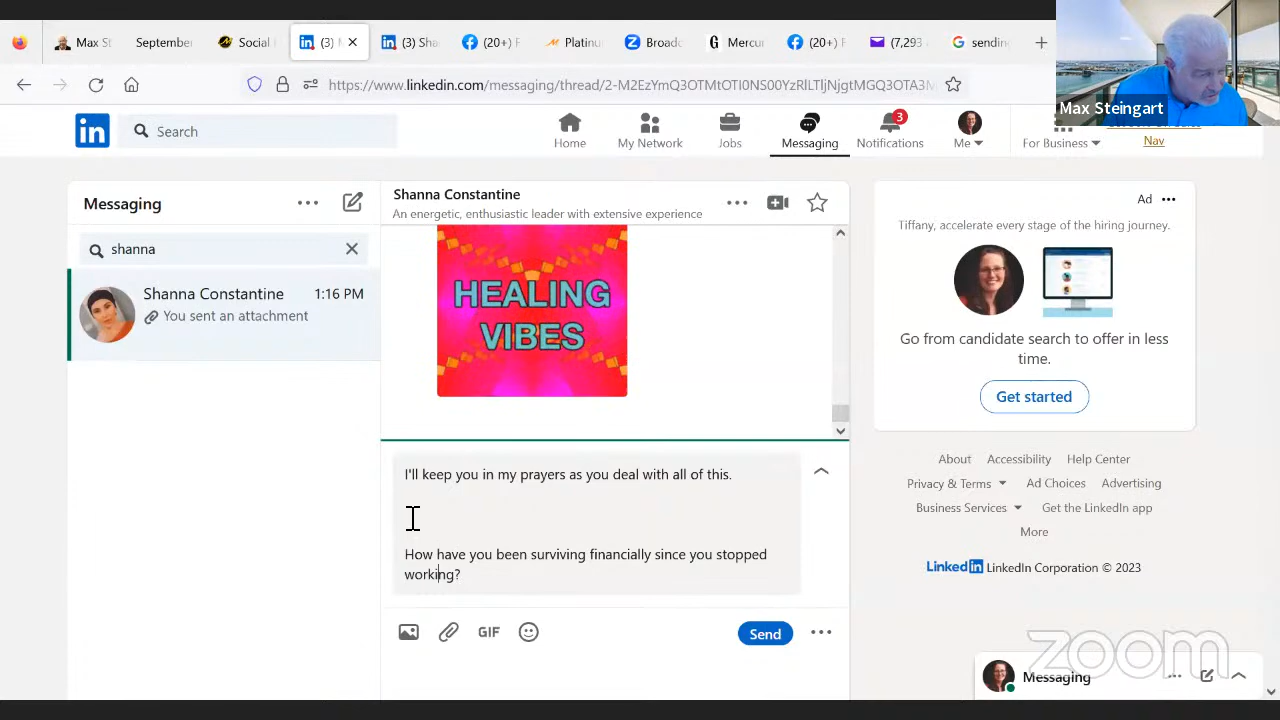 Max St
September
Social
(3) M
(3) Sha
(20+) F
Platinu
Broadc
Mercur
(20+) F
(7,293
sending
https://www.linkedin.com/messaging/thread/2-M2EzYmQ3OTMtOTI0NS00YzRlLTljNjgtMGQ3OTA3M
Max Steingart
in
Search
Home
My Network
Jobs
Messaging
3
Notifications
Me
For Business
Nav
Messaging
shanna
Shanna Constantine
1:16 PM
You sent an attachment
Shanna Constantine
An energetic, enthusiastic leader with extensive experience
HEALING
VIBES
I'll keep you in my prayers as you deal with all of this.
How have you been surviving financially since you stopped
working?
GIF
Send
Ad
Tiffany, accelerate every stage of the hiring journey.
Go from candidate search to offer in less
time.
Get started
About
Accessibility
Help Center
Privacy & Terms
Ad Choices
Advertising
Business Services
Get the LinkedIn app
More
LinkedIn LinkedIn Corporation © 2023
zoom
Messaging